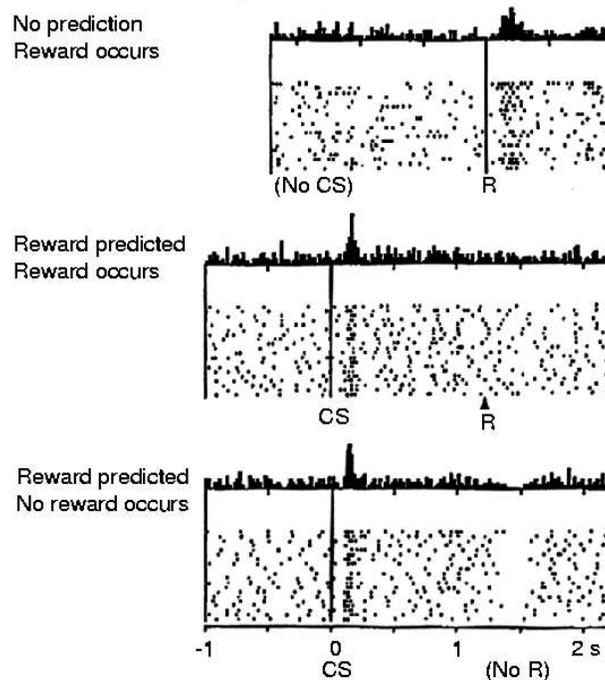 No prediction
Reward occurs
(No CS) R
Reward predicted
Reward occurs
CS R
Reward predicted
No reward occurs
-1 0 1 2 s
CS (No R)